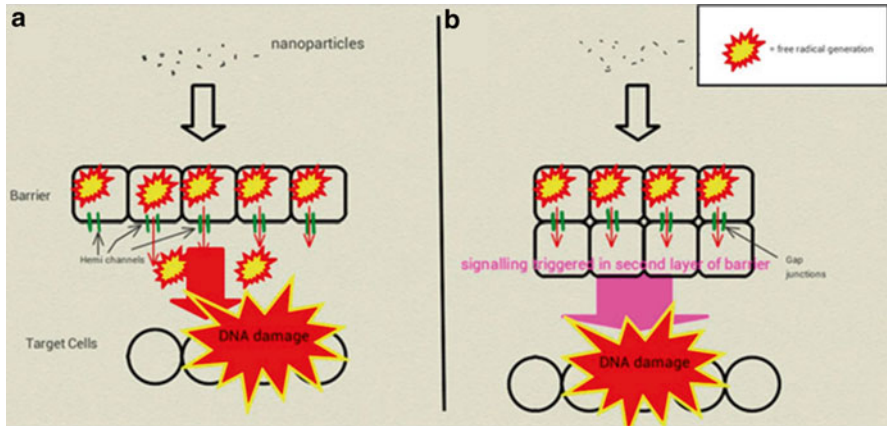 a
nanoparticles
Barrier
Hemi channels
DNA damage
Target Cells
b
= free radical generation
signalling triggered in second layer of barrier
Gap
junctions
DNA damage